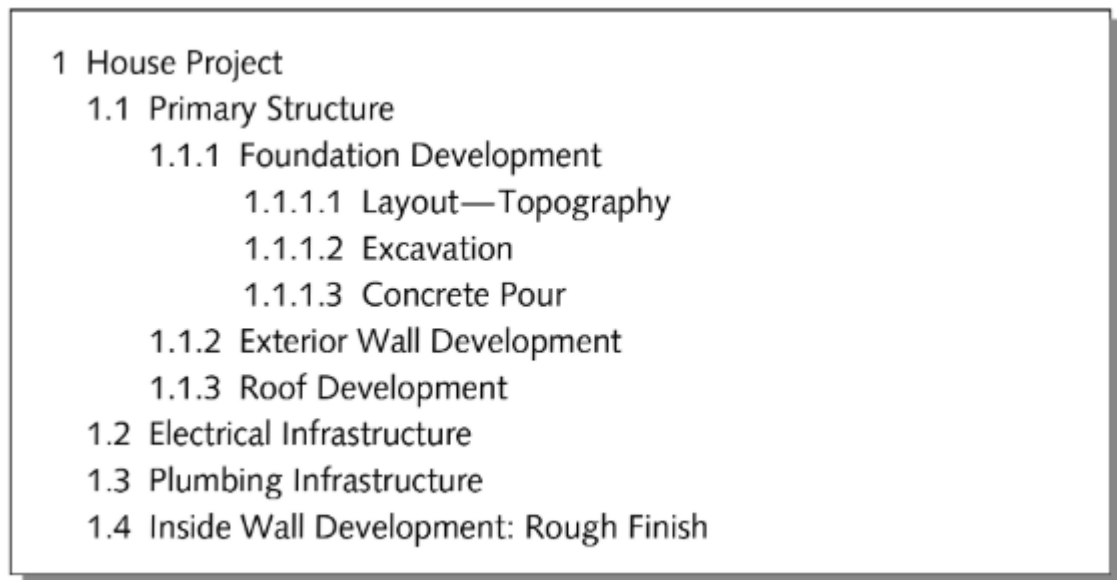 1 House Project
1.1 Primary Structure
1.1.1 Foundation Development
1.1.1.1 Layout—Topography
1.1.1.2 Excavation
1.1.1.3 Concrete Pour
1.1.2 Exterior Wall Development
1.1.3 Roof Development
1.2 Electrical Infrastructure
1.3 Plumbing Infrastructure
1.4 Inside Wall Development: Rough Finish